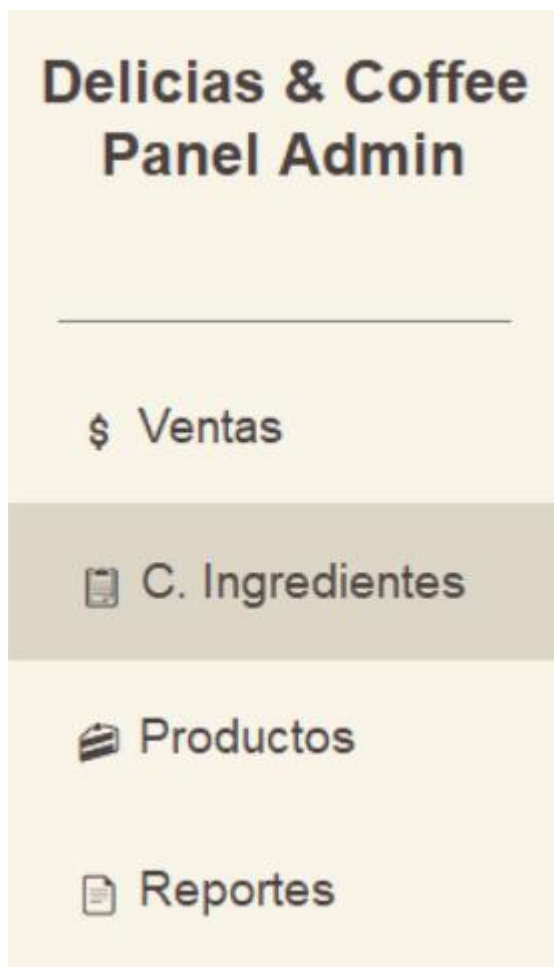 Delicias & Coffee
Panel Admin
$ Ventas
C. Ingredientes
Productos
Reportes